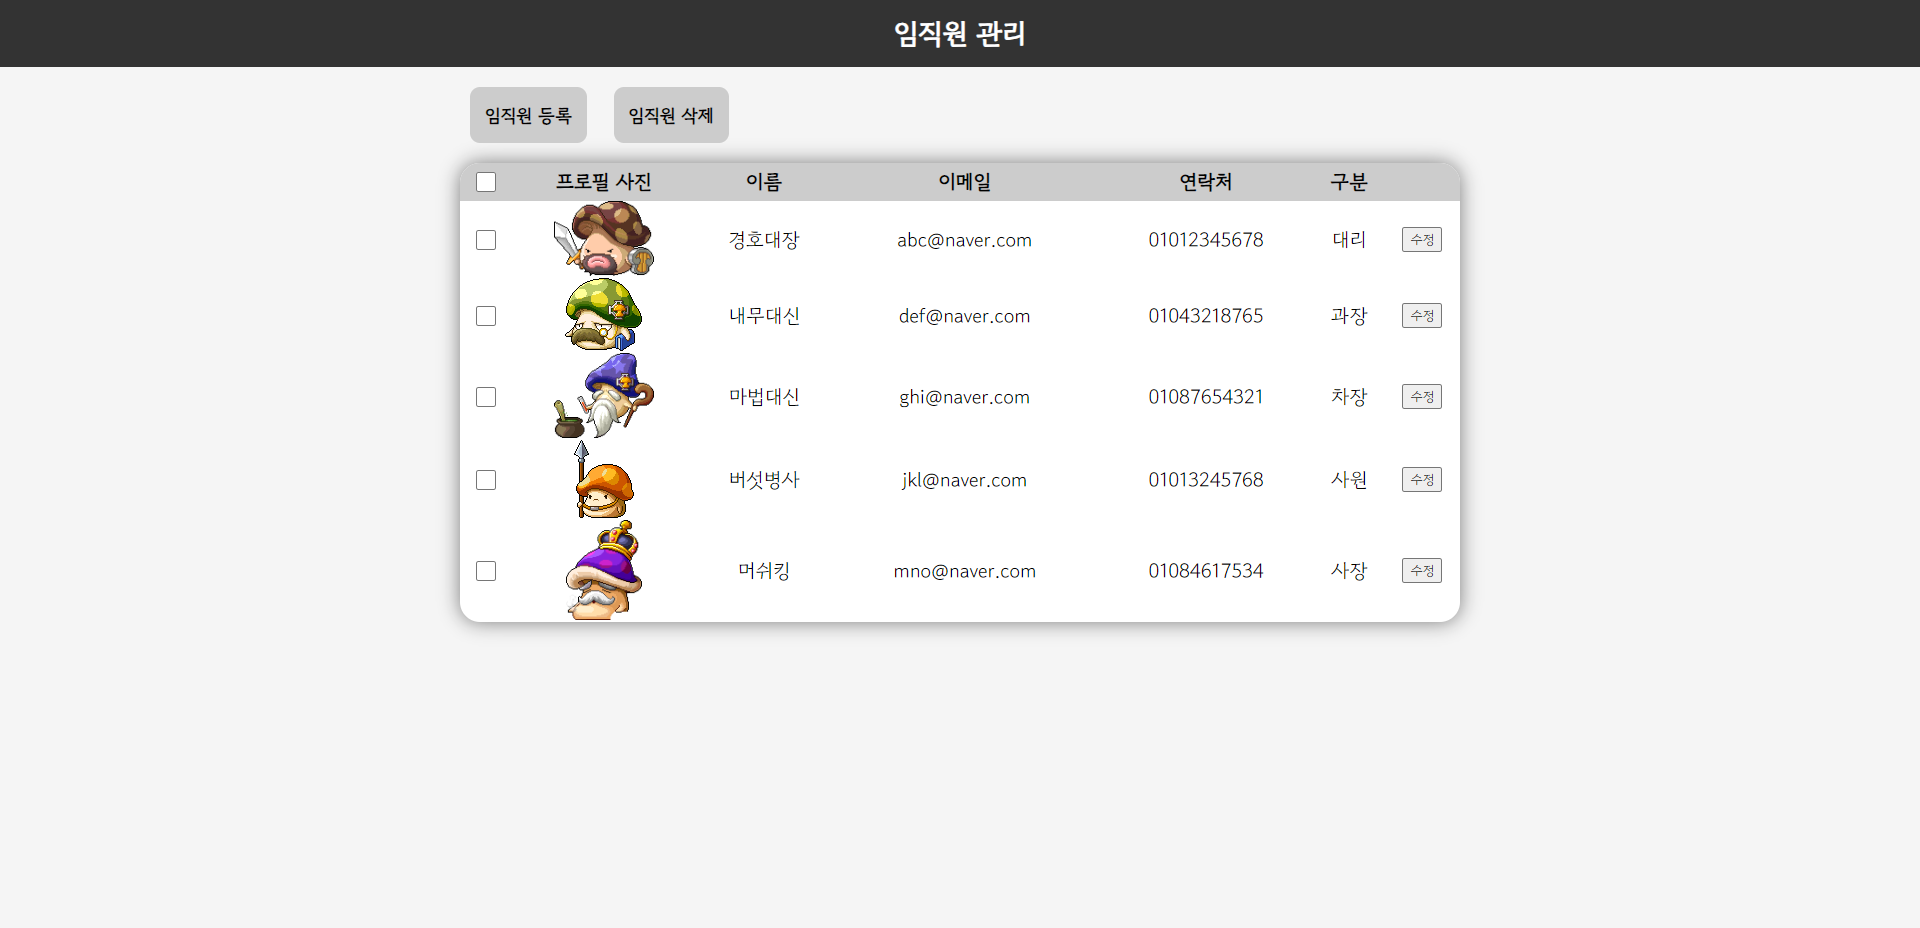 임직원 관리
임직원 등록 임직원 삭제
프로필 사진 이름 이메일 연락처 구분
경호대장 abc@naver.com 01012345678 대리 수정
내무대신 def@naver.com 01043218765 과장 수정
마법대신 ghi@naver.com 01087654321 차장 수정
버섯병사 jkl@naver.com 01013245768 사원 수정
머쉬킹 mno@naver.com 01084617534 사장 수정